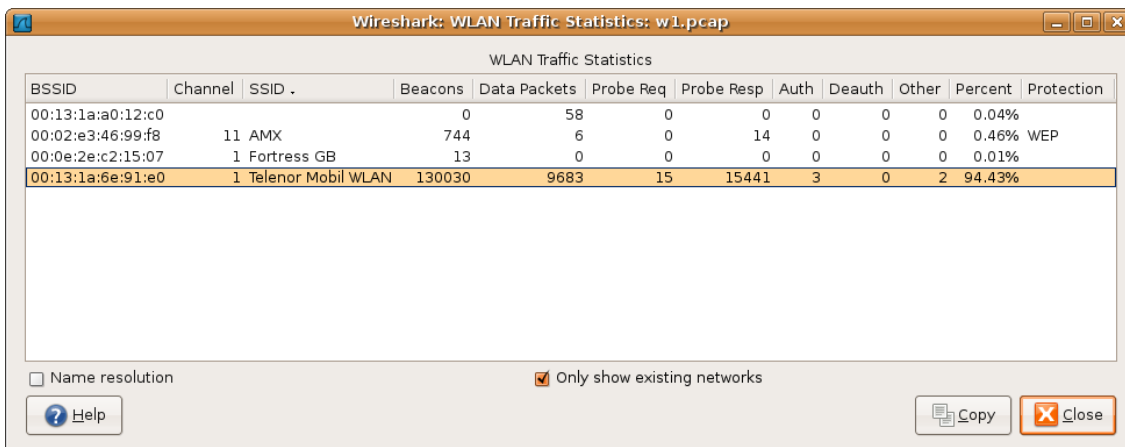 Wireshark: WLAN Traffic Statistics: w1.pcap
WLAN Traffic Statistics
BSSID Channel SSID Beacons Data Packets Probe Req Probe Resp Auth Deauth Other Percent Protection
00:13:1a:a0:12:c0 0 58 0 0 0 0 0 0.04%
00:02:e3:46:99:f8 11 AMX 744 6 0 14 0 0 0 0.46% WEP
00:0e:2e:c2:15:07 1 Fortress GB 13 0 0 0 0 0 0 0.01%
00:13:1a:6e:91:e0 1 Telenor Mobil WLAN 130030 9683 15 15441 3 0 2 94.43%
Name resolution Only show existing networks
Help Copy Close